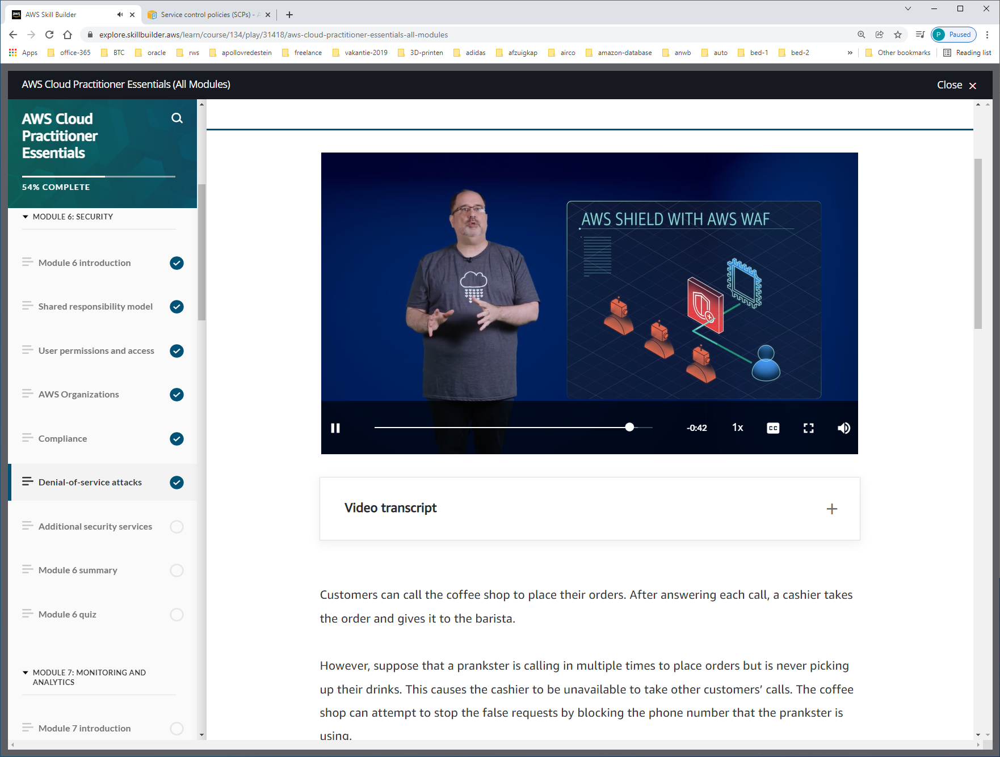 aws AWS Skill Builder
Service control policies (SCPs) - A
explore.skillbuilder.aws/learn/course/134/play/31418/aws-cloud-practitioner-essentials-all-modules
P Paused
Apps office-365 BTC oracle rws apollovredestein freelance vakantie-2019 3D-printen adidas afzuigkap airco amazon-database anwb auto bed-1 bed-2 » Other bookmarks Reading list
AWS Cloud Practitioner Essentials (All Modules)
Close
AWS Cloud
Practitioner
Essentials
54% COMPLETE
MODULE 6: SECURITY
Module 6 introduction
Shared responsibility model
User permissions and access
AWS Organizations
Compliance
Denial-of-service attacks
Additional security services
Module 6 summary
Module 6 quiz
MODULE 7: MONITORING AND
ANALYTICS
Module 7 introduction
AWS SHIELD WITH AWS WAF
-0:42 1x CC
Video transcript
Customers can call the coffee shop to place their orders. After answering each call, a cashier takes
the order and gives it to the barista.
However, suppose that a prankster is calling in multiple times to place orders but is never picking
up their drinks. This causes the cashier to be unavailable to take other customers’ calls. The coffee
shop can attempt to stop the false requests by blocking the phone number that the prankster is
using.